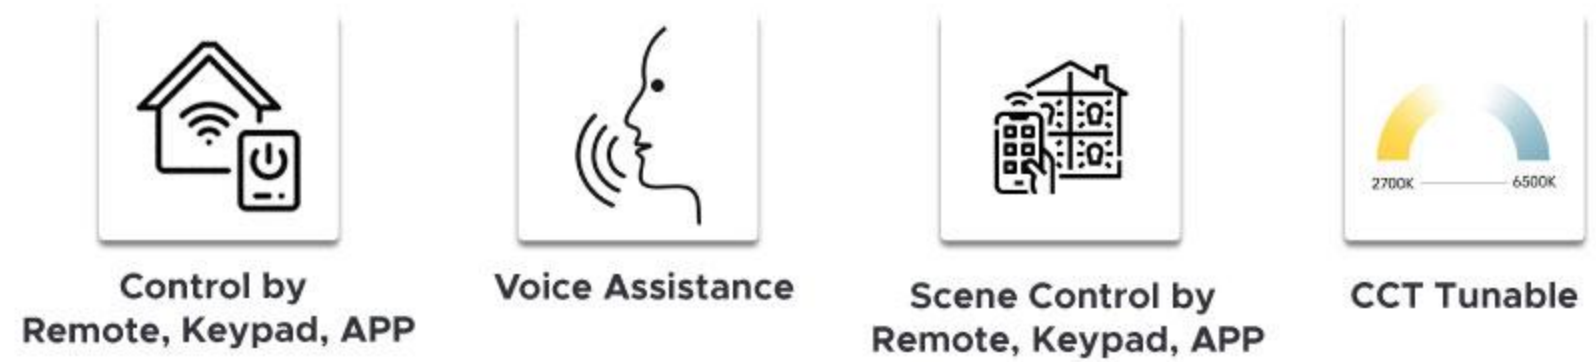 Control by
Remote, Keypad, APP
Voice Assistance
Scene Control by
Remote, Keypad, APP
2700K 6500K
CCT Tunable